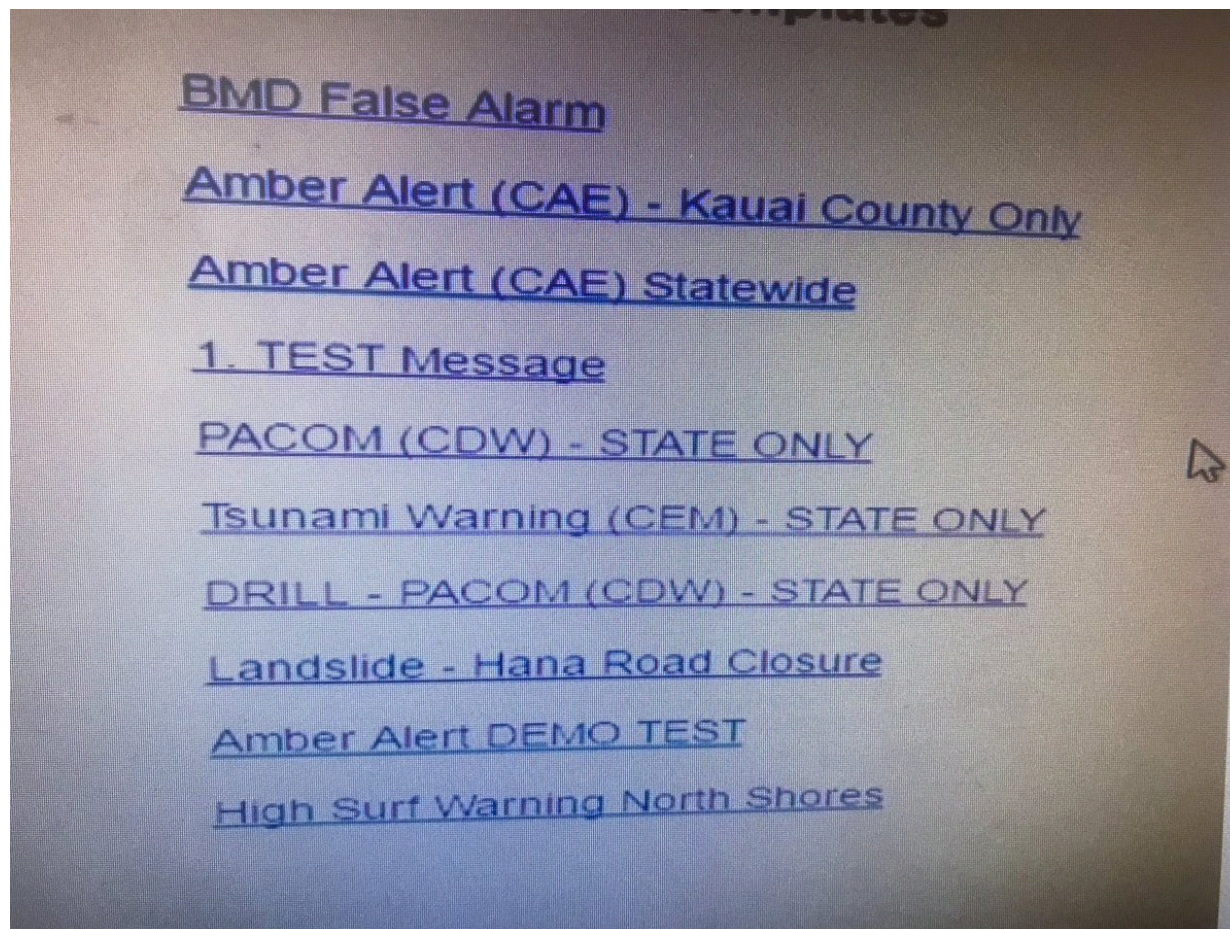 BMD False Alarm
Amber Alert (CAE) - Kauai County Only
Amber Alert (CAE) Statewide
1. TEST Message
PACOM (CDW) - STATE ONLY
Tsunami Warning (CEM) - STATE ONLY
DRILL - PACOM (CDW) - STATE ONLY
Landslide - Hana Road Closure
Amber Alert DEMO TEST
High Surf Warning North Shores